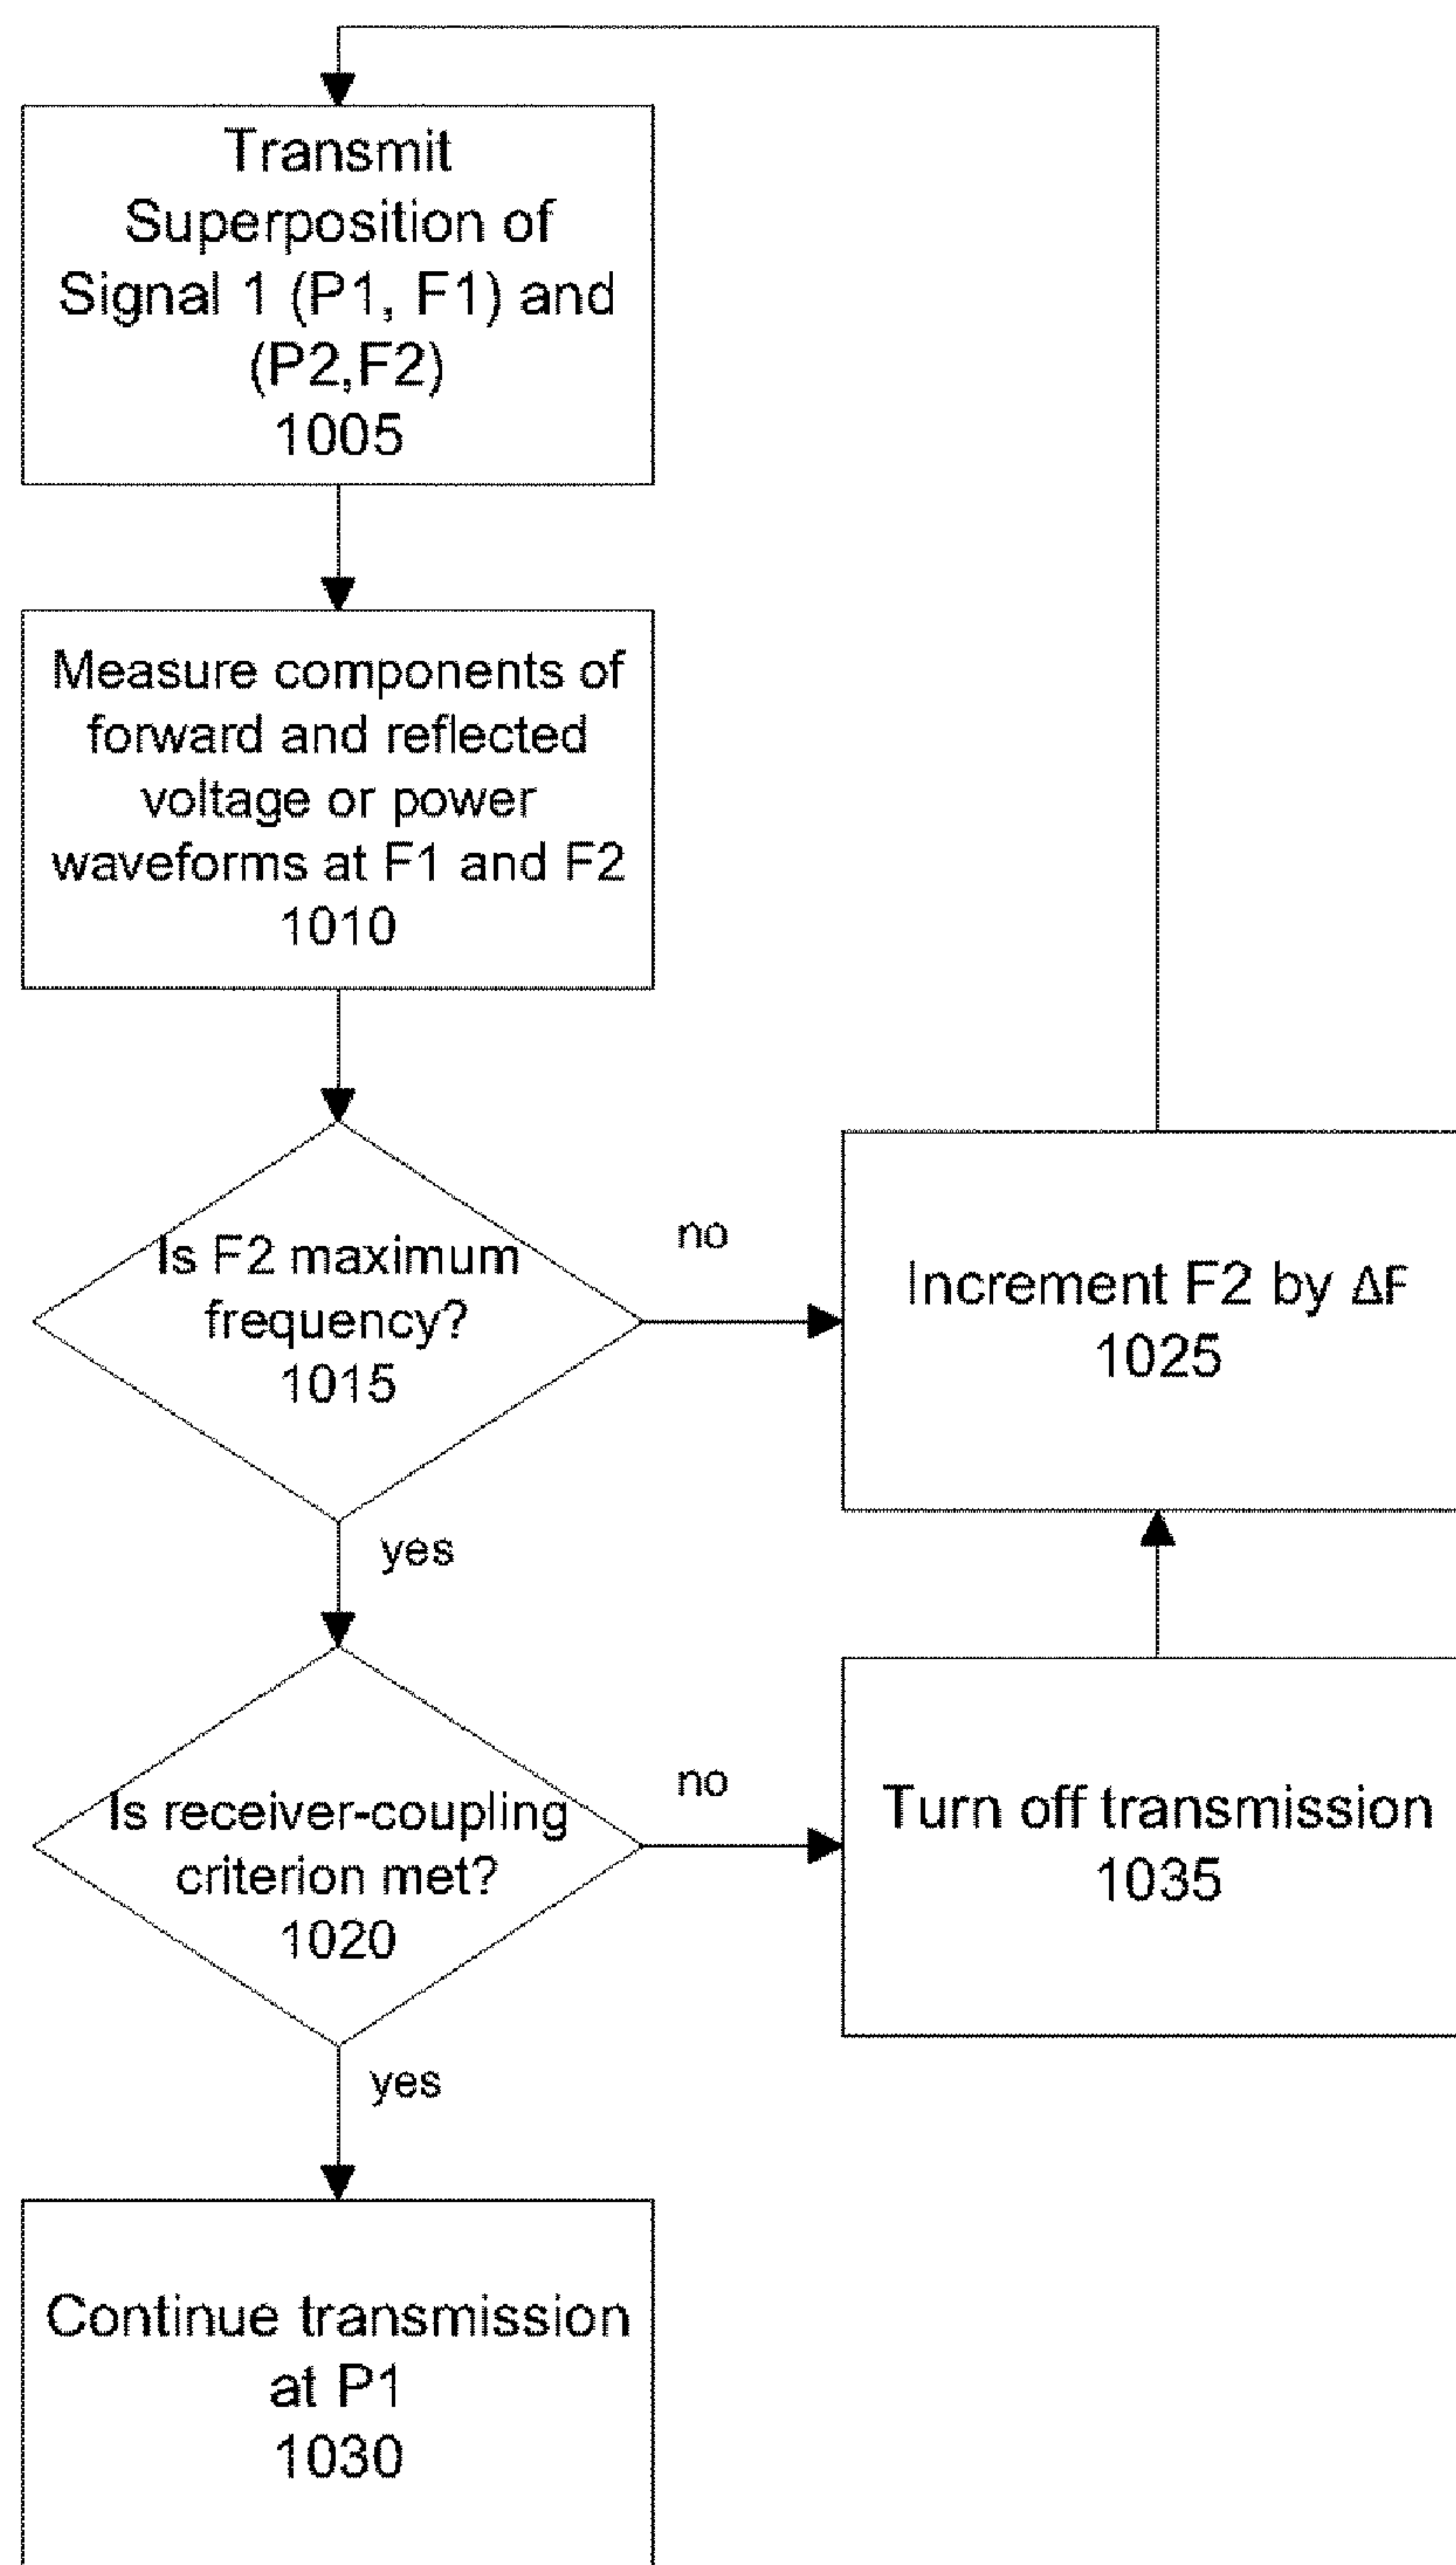 Transmit
Superposition of
Signal 1 (P1, F1) and
(P2,F2)
1005
Measure components of
forward and reflected
voltage or power
waveforms at F1 and F2
1010
Is F2 maximum
frequency?
1015
no
Increment F2 by ΔF
1025
yes
Is receiver-coupling
criterion met?
1020
no
Turn off transmission
1035
yes
Continue transmission
at P1
1030